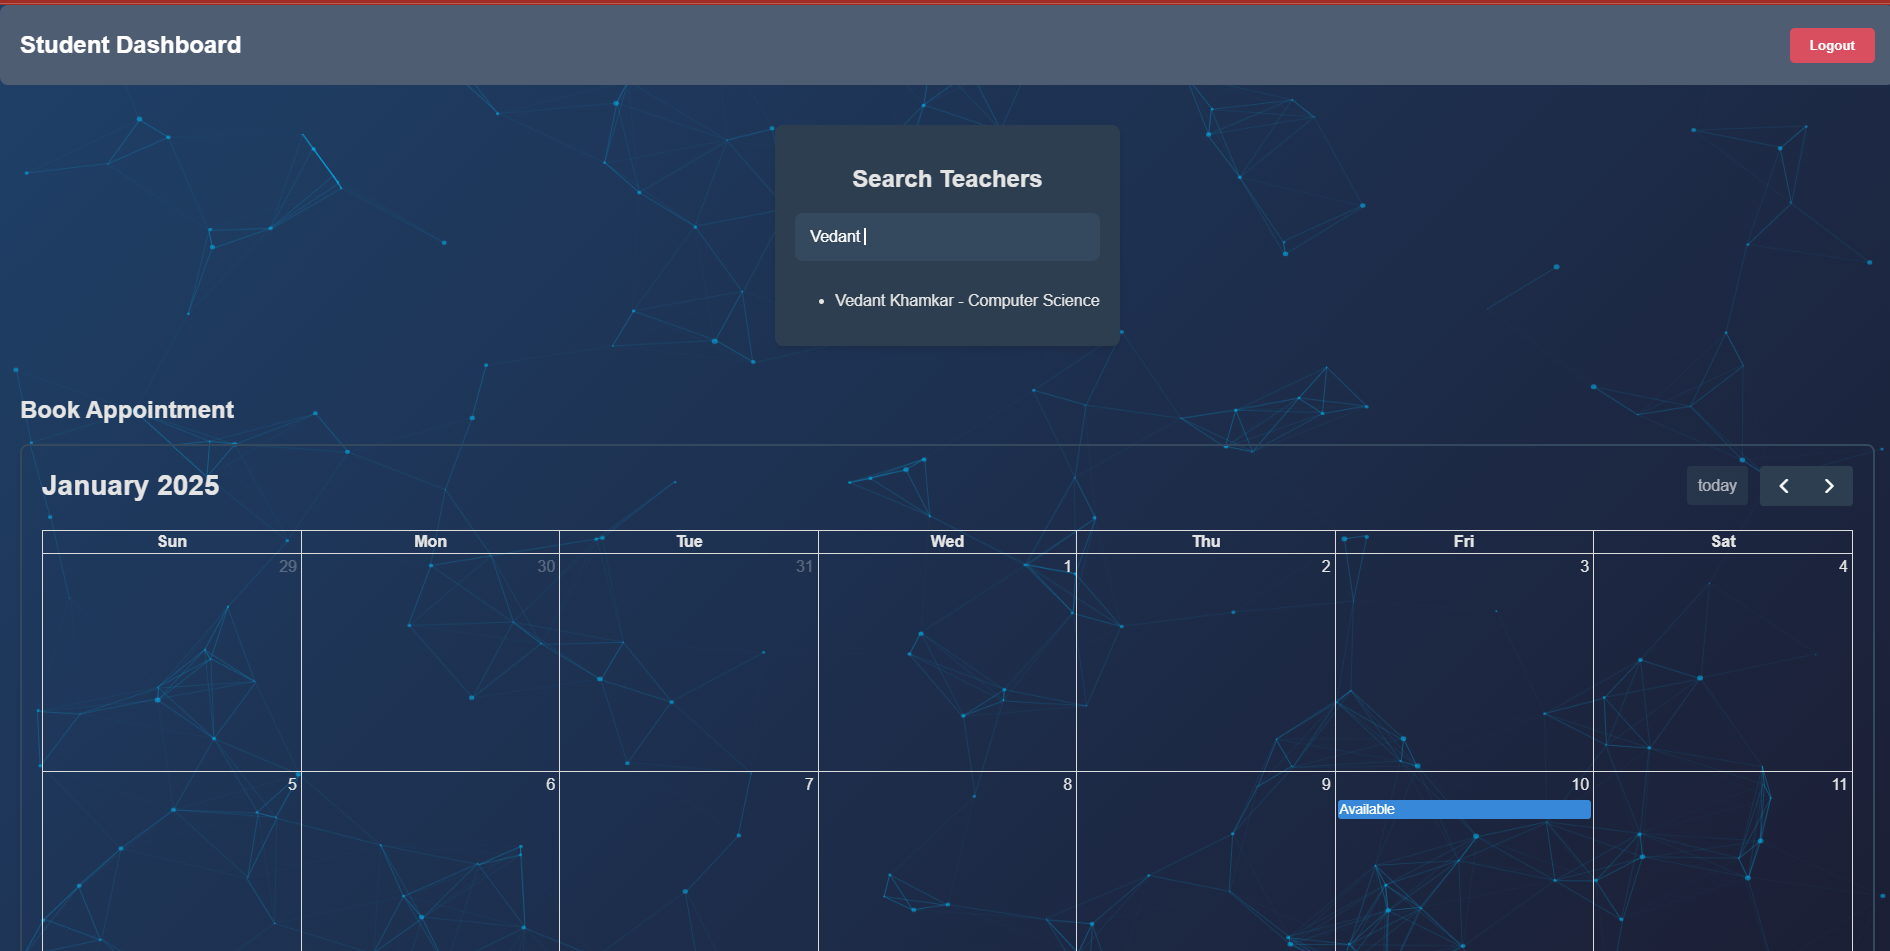 Student Dashboard
Logout
Search Teachers
Vedant
Vedant Khamkar - Computer Science
Book Appointment
January 2025
today
Sun Mon Tue Wed Thu Fri Sat
29 30 31 1 2 3 4
5 6 7 8 9 10 11
Available